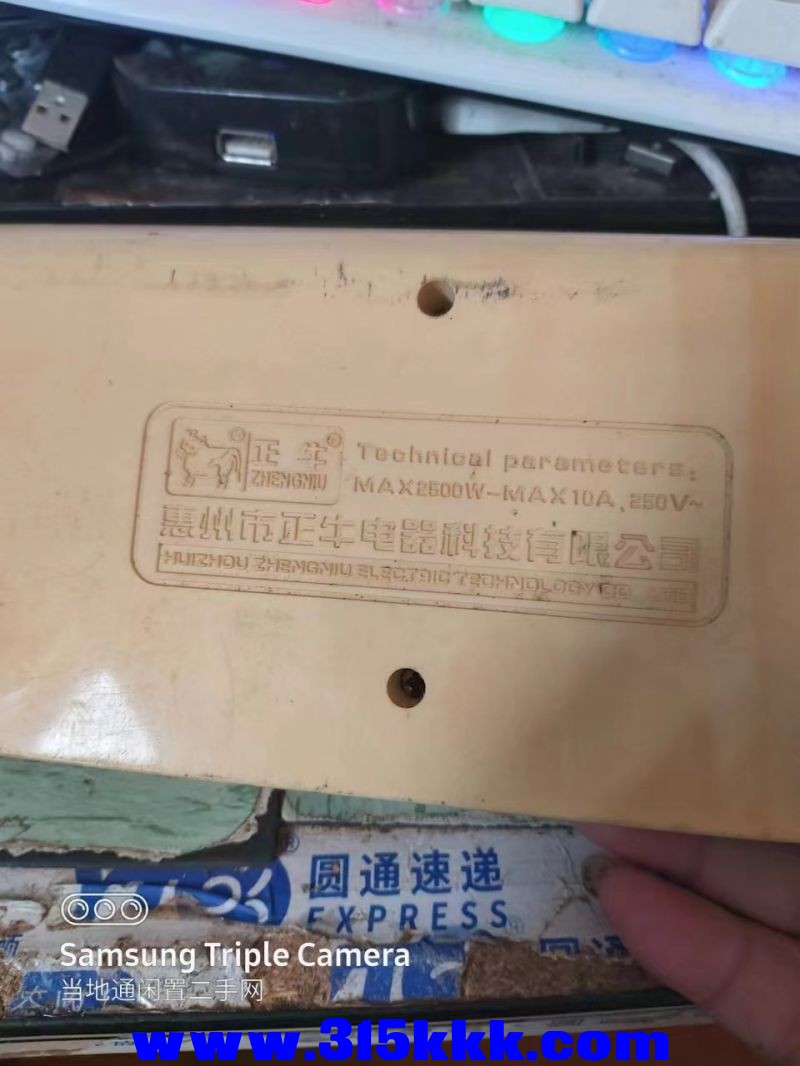 正牛®
ZHENGNIU
Technical parameters:
MAX2500W-MAX10A, 250V~
惠州市正牛电器科技有限公司
HUIZHOU ZHENGNIU ELECTRIC TECHNOLOGY CO., LTD
圆通速递
EXPRESS
圆通
Samsung Triple Camera
当地通闲置二手网
www.315kkk.com